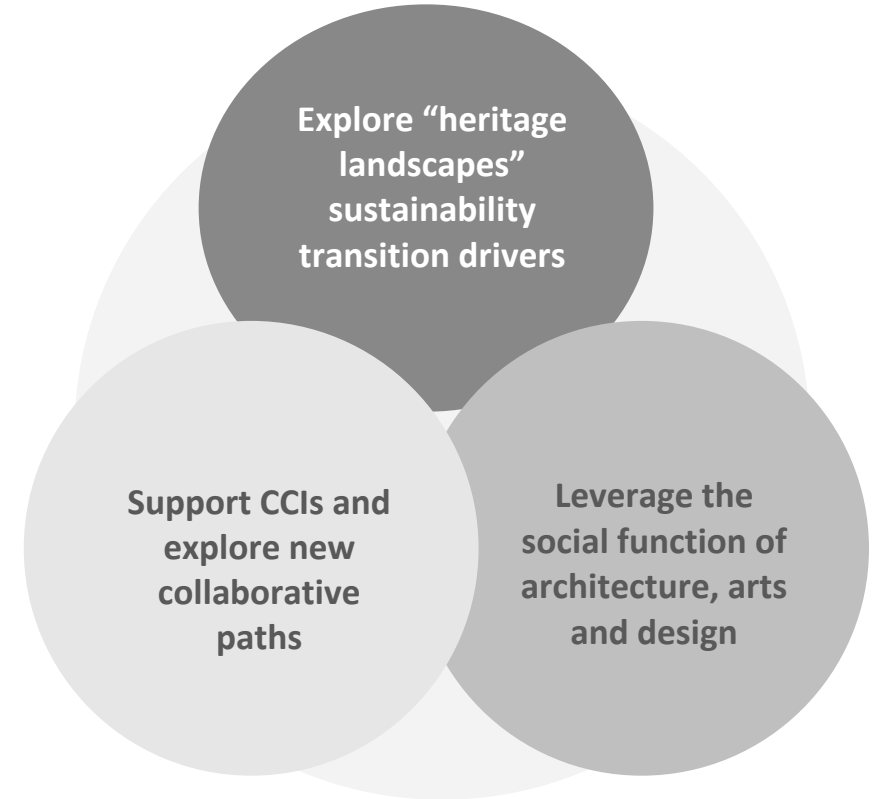 Explore “heritage
landscapes”
sustainability
transition drivers
Support CCIs and
explore new
collaborative
paths
Leverage the
social function of
architecture, arts
and design